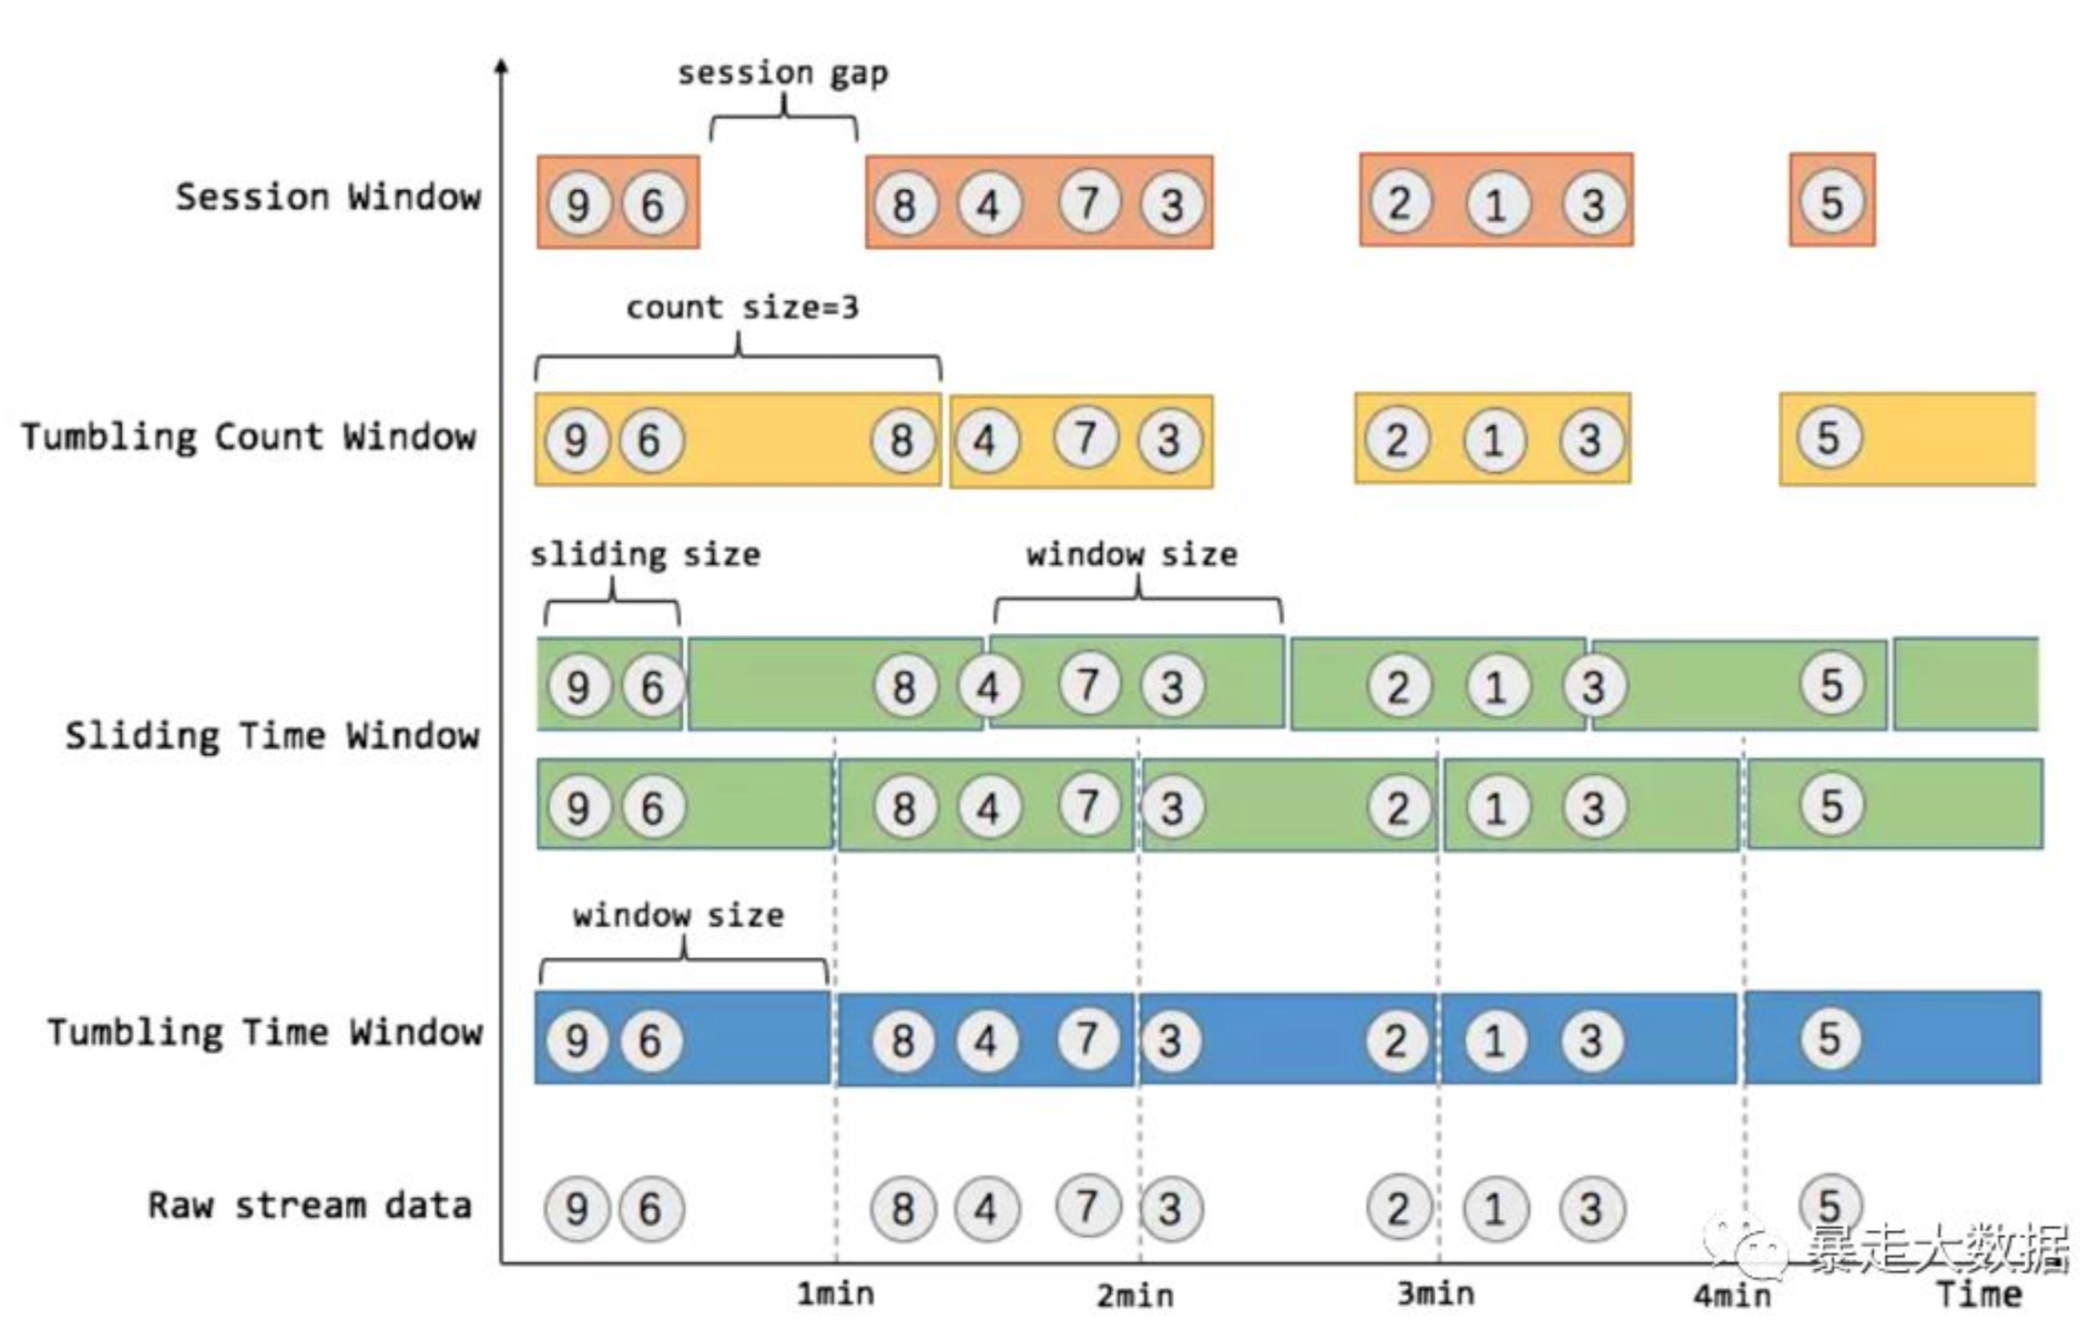 session gap
Session Window
9 6 8 4 7 3 2 1 3 5
count size=3
Tumbling Count Window
9 6 8 4 7 3 2 1 3 5
sliding size window size
9 6 8 4 7 3 2 1 3 5
Sliding Time Window
9 6 8 4 7 3 2 1 3 5
window size
Tumbling Time Window
9 6 8 4 7 3 2 1 3 5
Raw stream data
9 6 8 4 7 3 2 1 3 5
暴走大数据
1min 2min 3min 4min Time